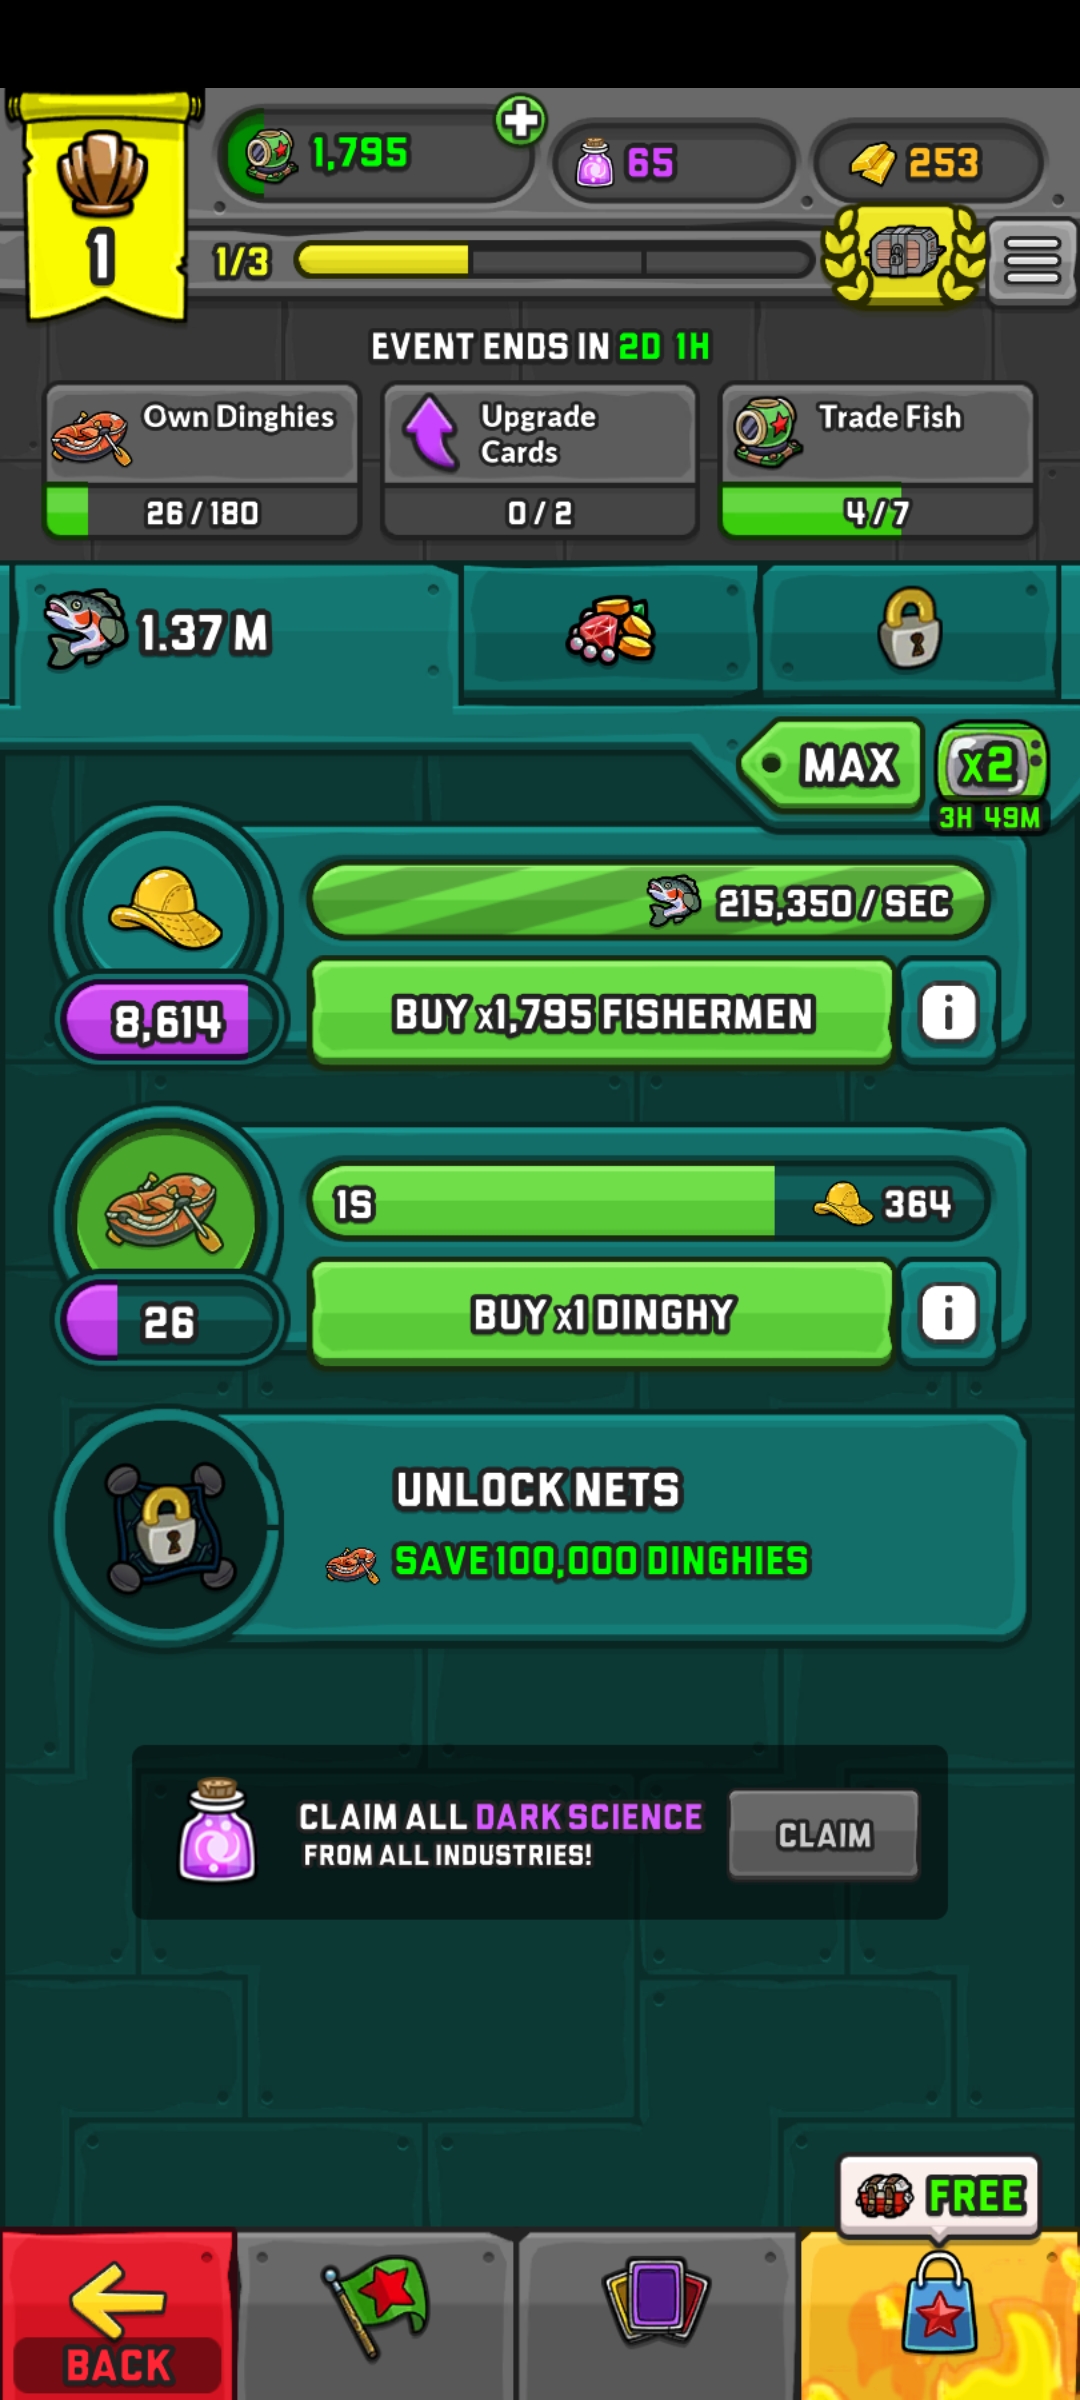 1,795
65
253
1
1/3
EVENT ENDS IN 2D 1H
Own Dinghies
26 / 180
Upgrade
Cards
0 / 2
Trade Fish
4 / 7
1.37 M
MAX
x2
3H 49M
215,350 / SEC
8,614
BUY x1,795 FISHERMEN
i
1S
364
26
BUY x1 DINGHY
i
UNLOCK NETS
SAVE 100,000 DINGHIES
CLAIM ALL DARK SCIENCE
FROM ALL INDUSTRIES!
CLAIM
FREE
BACK